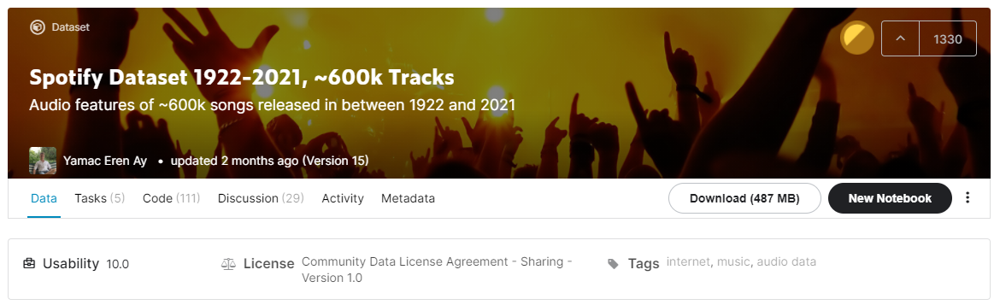 Dataset
1330
Spotify Dataset 1922-2021, ~600k Tracks
Audio features of ~600k songs released in between 1922 and 2021
Yamac Eren Ay • updated 2 months ago (Version 15)
Data Tasks (5) Code (111) Discussion (29) Activity Metadata Download (487 MB) New Notebook
Usability 10.0 License Community Data License Agreement - Sharing -
Version 1.0
Tags internet, music, audio data